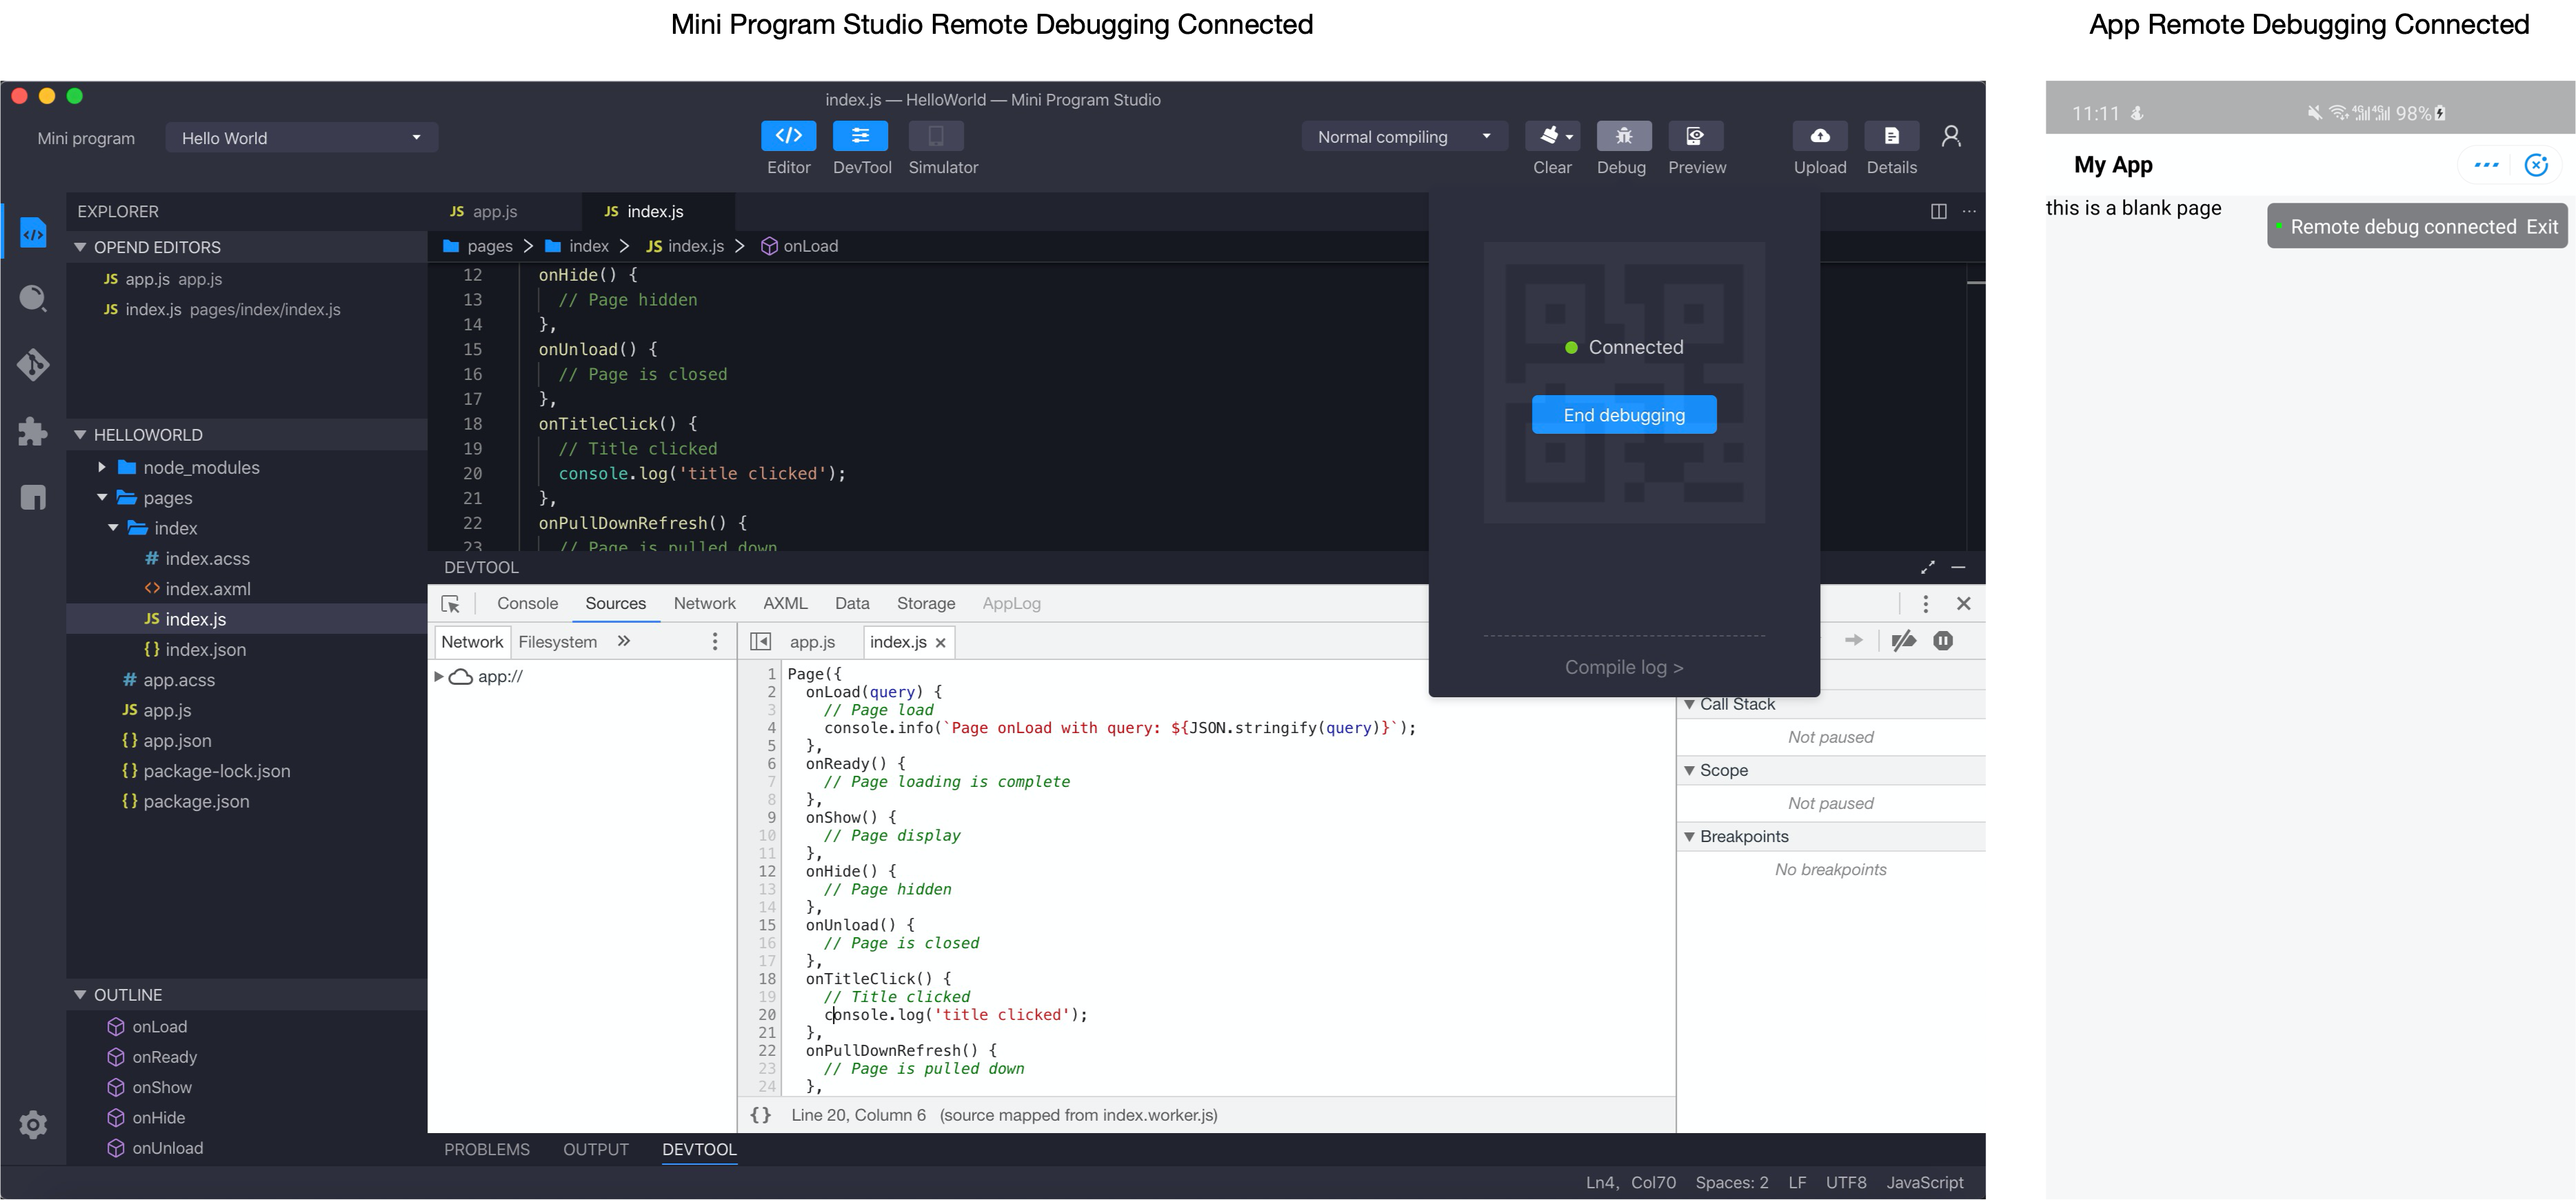 Mini Program Studio Remote Debugging Connected
App Remote Debugging Connected
index.js — HelloWorld — Mini Program Studio
Mini program
Hello World
Editor
DevTool
Simulator
Normal compiling
Clear
Debug
Preview
Upload
Details
EXPLORER
OPEND EDITORS
JS app.js app.js
JS index.js pages/index/index.js
HELLOWORLD
node_modules
pages
index
# index.acss
<> index.axml
JS index.js
{} index.json
# app.acss
JS app.js
{} app.json
{} package-lock.json
{} package.json
OUTLINE
onLoad
onReady
onShow
onHide
onUnload
JS app.js
JS index.js
pages > index > JS index.js > onLoad
12 onHide() {
13 // Page hidden
14 },
15 onUnload() {
16 // Page is closed
17 },
18 onTitleClick() {
19 // Title clicked
20 console.log('title clicked');
21 },
22 onPullDownRefresh() {
23 // Page is pulled down
Connected
End debugging
Compile log >
DEVTOOL
Console
Sources
Network
AXML
Data
Storage
AppLog
Network
Filesystem
app://
app.js
index.js
1 Page({
2 onLoad(query) {
3 // Page load
4 console.info(`Page onLoad with query: ${JSON.stringify(query)}`);
5 },
6 onReady() {
7 // Page loading is complete
8 },
9 onShow() {
10 // Page display
11 },
12 onHide() {
13 // Page hidden
14 },
15 onUnload() {
16 // Page is closed
17 },
18 onTitleClick() {
19 // Title clicked
20 console.log('title clicked');
21 },
22 onPullDownRefresh() {
23 // Page is pulled down
24 },
{} Line 20, Column 6 (source mapped from index.worker.js)
Call Stack
Not paused
Scope
Not paused
Breakpoints
No breakpoints
PROBLEMS
OUTPUT
DEVTOOL
Ln4, Col70
Spaces: 2
LF
UTF8
JavaScript
11:11
4G 4G 98%
My App
this is a blank page
Remote debug connected Exit